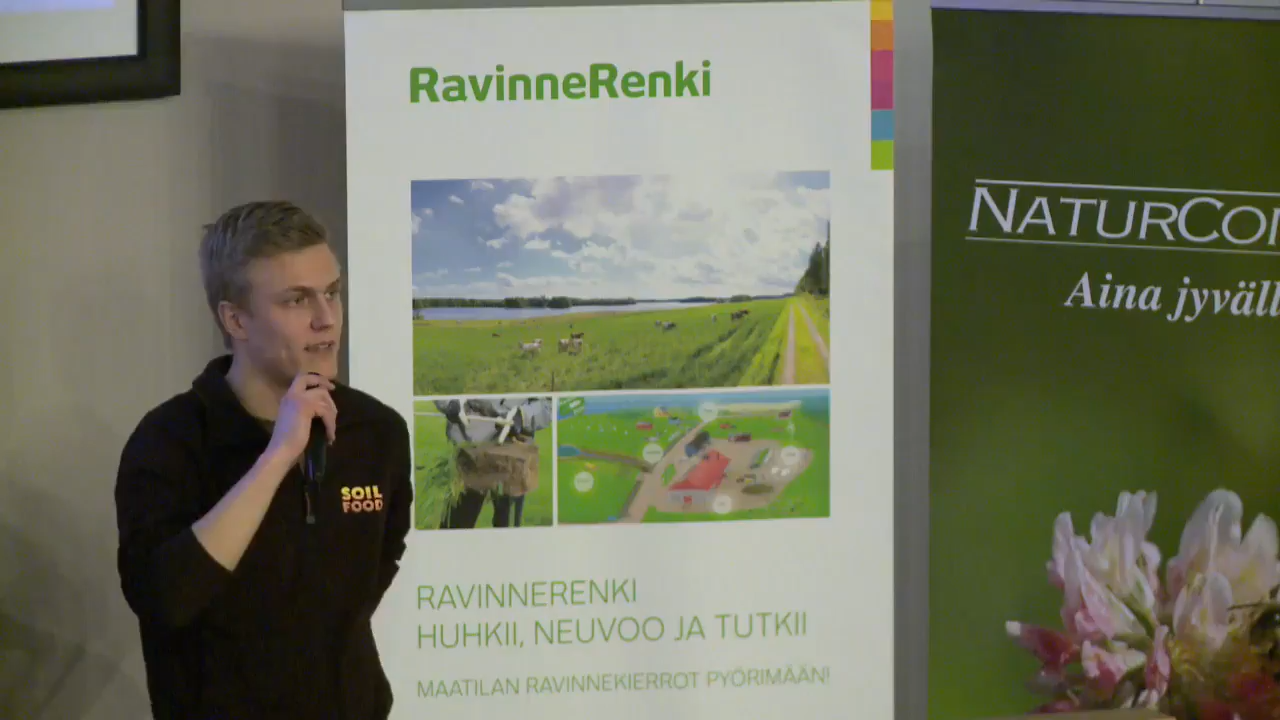 RavinneRenki
RAVINNERENKI
HUHKII, NEUVOO JA TUTKII
MAATILAN RAVINNEKIERROT PYÖRIMÄÄN!
SOIL
FOOD
NATURCO
Aina jyväll